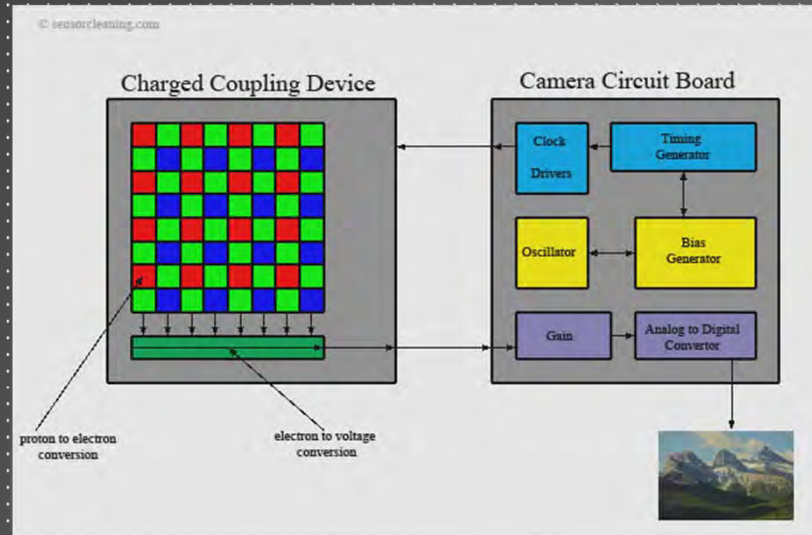 © sensorcleaning.com
Charged Coupling Device
Camera Circuit Board
Clock
Drivers
Timing
Generator
Oscillator
Bias
Generator
Gain
Analog to Digital
Convertor
proton to electron
conversion
electron to voltage
conversion